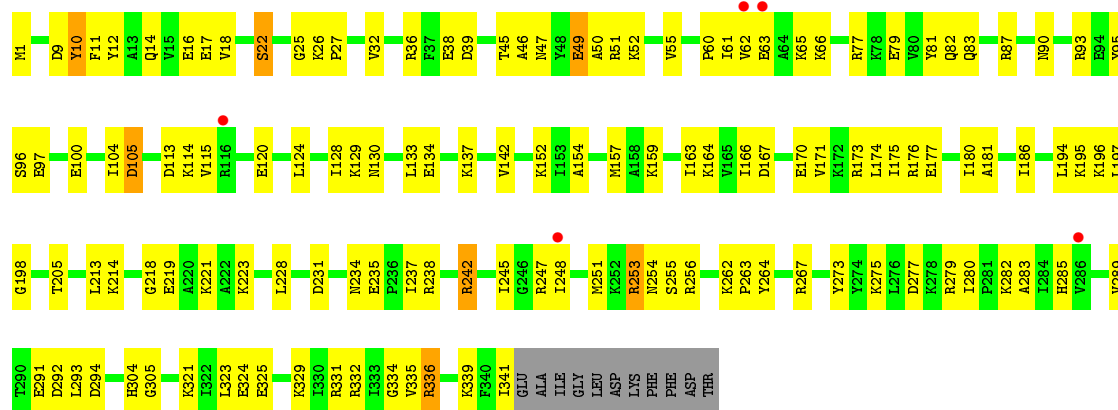 M1 D9 Y10 F11 Y12 A13 Q14 V15 E16 E17 V18 S22 G25 K26 P27 V32 R36 F37 E38 D39 T45 A46 N47 Y48 E49 A50 R51 K52 V55 P60 I61 V62 E63 A64 K65 K66 R77 K78 E79 V80 Y81 Q82 Q83 R87 N90 R93 E94 Y95
S96 E97 E100 I104 D105 D113 K114 V115 R116 E120 L124 I128 K129 N130 L133 E134 K137 V142 K152 I153 A154 M157 A158 K159 I163 K164 V165 I166 D167 E170 V171 K172 R173 L174 I175 R176 E177 I180 A181 I186 L194 K195 K196 L197
G198 T205 L213 K214 G218 E219 A220 K221 A222 K223 L228 D231 N234 E235 P236 I237 R238 R242 I245 G246 R247 I248 M251 K252 R253 N254 S255 R256 K262 P263 Y264 R267 Y273 Y274 K275 L276 D277 K278 R279 I280 P281 K282 A283 I284 H285 V286 V289
T290 E291 D292 L293 D294 H304 G305 K321 I322 L323 E324 E325 K329 I330 R331 R332 I333 G334 V335 R336 K339 F340 I341 GLU ALA ILE GLY LEU ASP LYS PHE PHE ASP THR